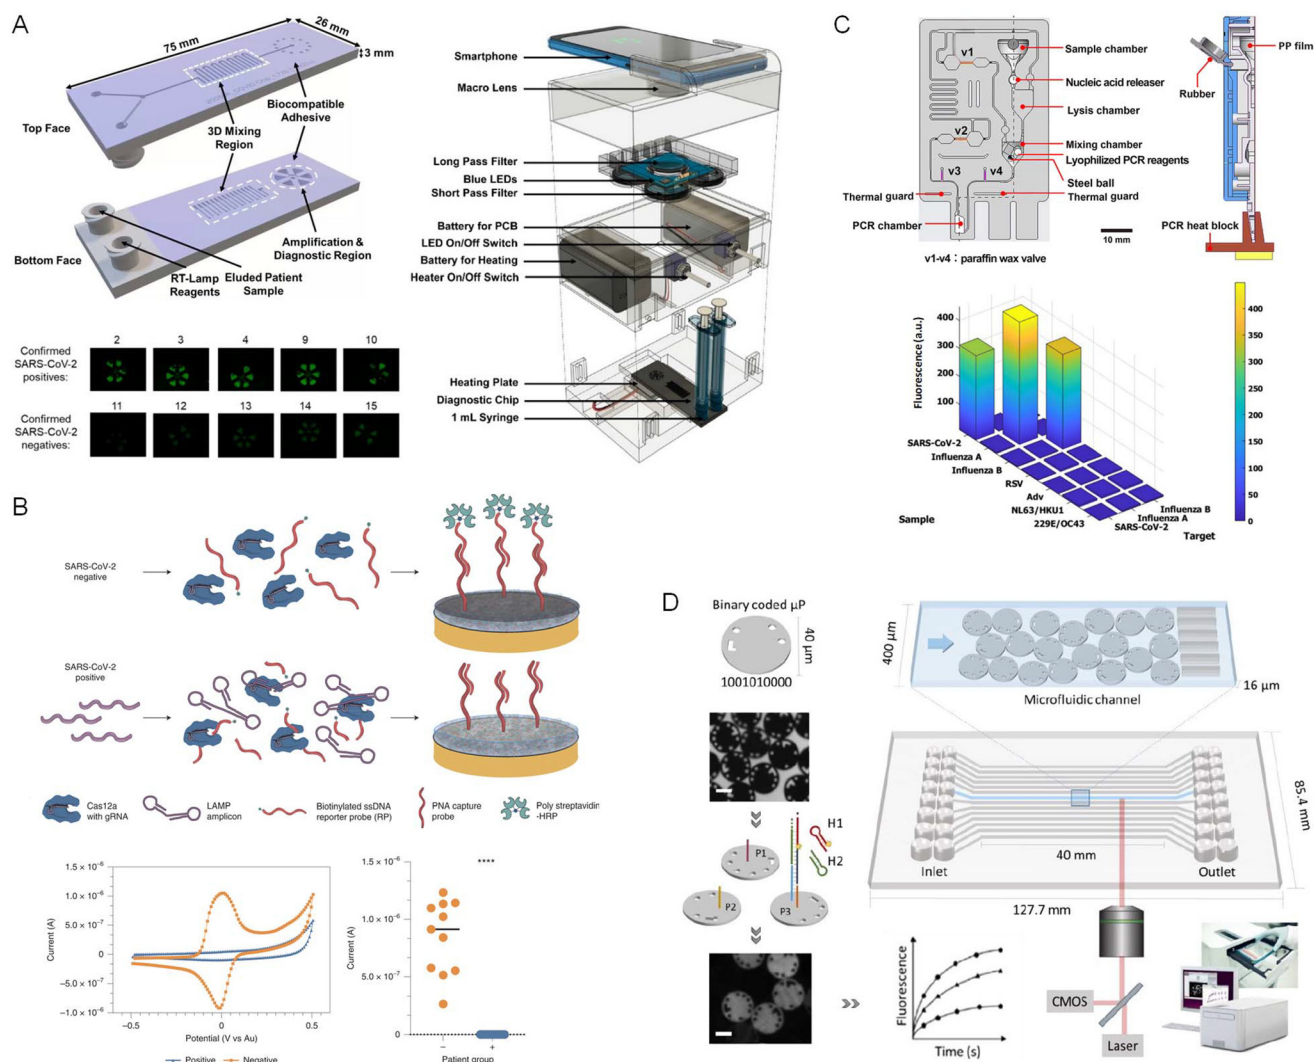 A
75 mm
26 mm
3 mm
Top Face
3D Mixing
Region
Biocompatible
Adhesive
Bottom Face
RT-Lamp
Reagents
Eluded Patient
Sample
Amplification &
Diagnostic Region
Confirmed
SARS-CoV-2
positives:
2 3 4 9 10
Confirmed
SARS-CoV-2
negatives:
11 12 13 14 15
Smartphone
Macro Lens
Long Pass Filter
Blue LEDs
Short Pass Filter
Battery for PCB
LED On/Off Switch
Battery for Heating
Heater On/Off Switch
Heating Plate
Diagnostic Chip
1 mL Syringe
B
SARS-CoV-2
negative
SARS-CoV-2
positive
Cas12a
with gRNA
LAMP
amplicon
Biotinylated ssDNA
reporter probe (RP)
PNA capture
probe
Poly streptavidin
-HRP
1.5 × 10⁻⁶
1.0 × 10⁻⁶
5.0 × 10⁻⁷
0
−5.0 × 10⁻⁷
−1.0 × 10⁻⁶
Current (A)
−0.5 0 0.5
Potential (V vs Au)
Positive Negative
1.5 × 10⁻⁶
1.0 × 10⁻⁶
5.0 × 10⁻⁷
0
Current (A)
****
− +
Patient group
C
v1
v2
v3
v4
Sample chamber
Nucleic acid releaser
Lysis chamber
Mixing chamber
Lyophilized PCR reagents
Steel ball
Thermal guard
Thermal guard
PCR chamber
10 mm
v1-v4：paraffin wax valve
PP film
Rubber
PCR heat block
Fluorescence (a.u.)
400
300
200
100
SARS-CoV-2
Influenza A
Influenza B
RSV
Adv
NL63/HKU1
229E/OC43
Sample
Influenza B
Influenza A
SARS-CoV-2
Target
400
350
300
250
200
150
100
50
0
D
Binary coded µP
40 µm
1001010000
P1
P2
P3
H1
H2
400 µm
16 µm
Microfluidic channel
85.4 mm
Inlet
40 mm
Outlet
127.7 mm
Fluorescence
Time (s)
CMOS
Laser